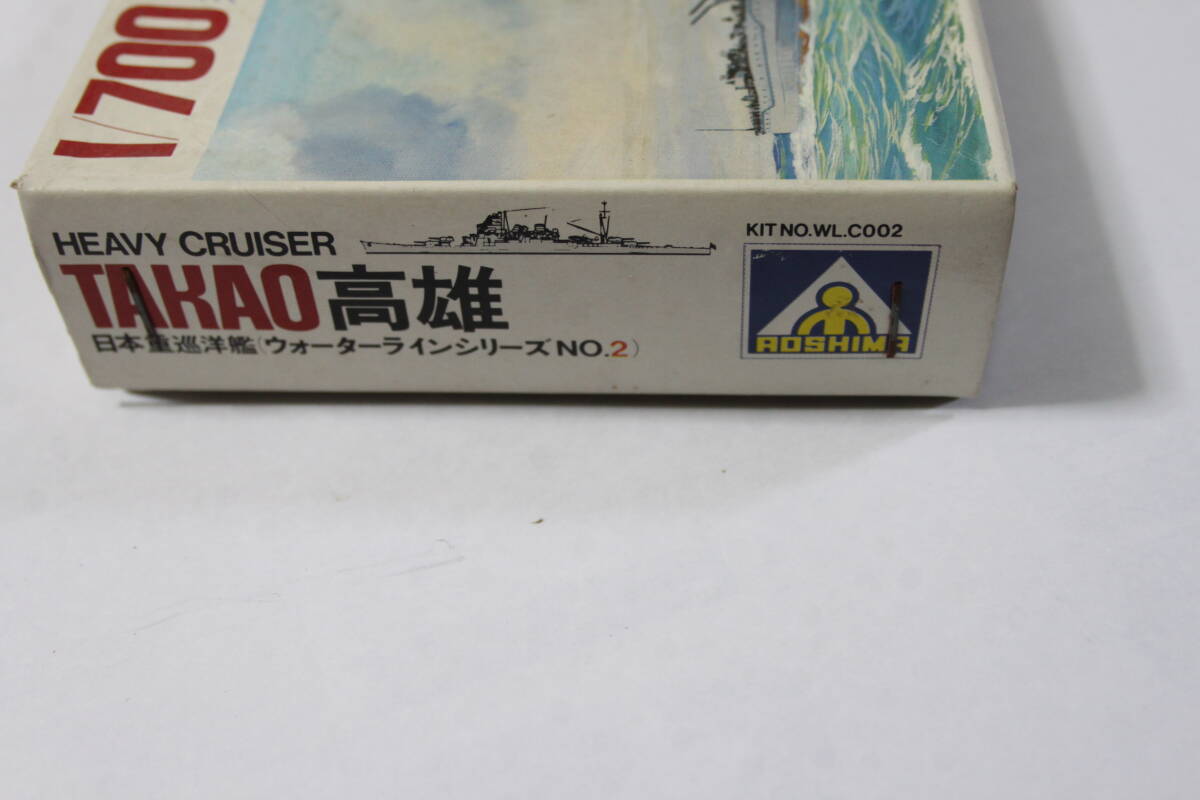 1/700
HEAVY CRUISER
TAKAO高雄
日本重巡洋艦(ウォーターラインシリーズNO.2)
KIT NO.WL.C002
AOSHIMA